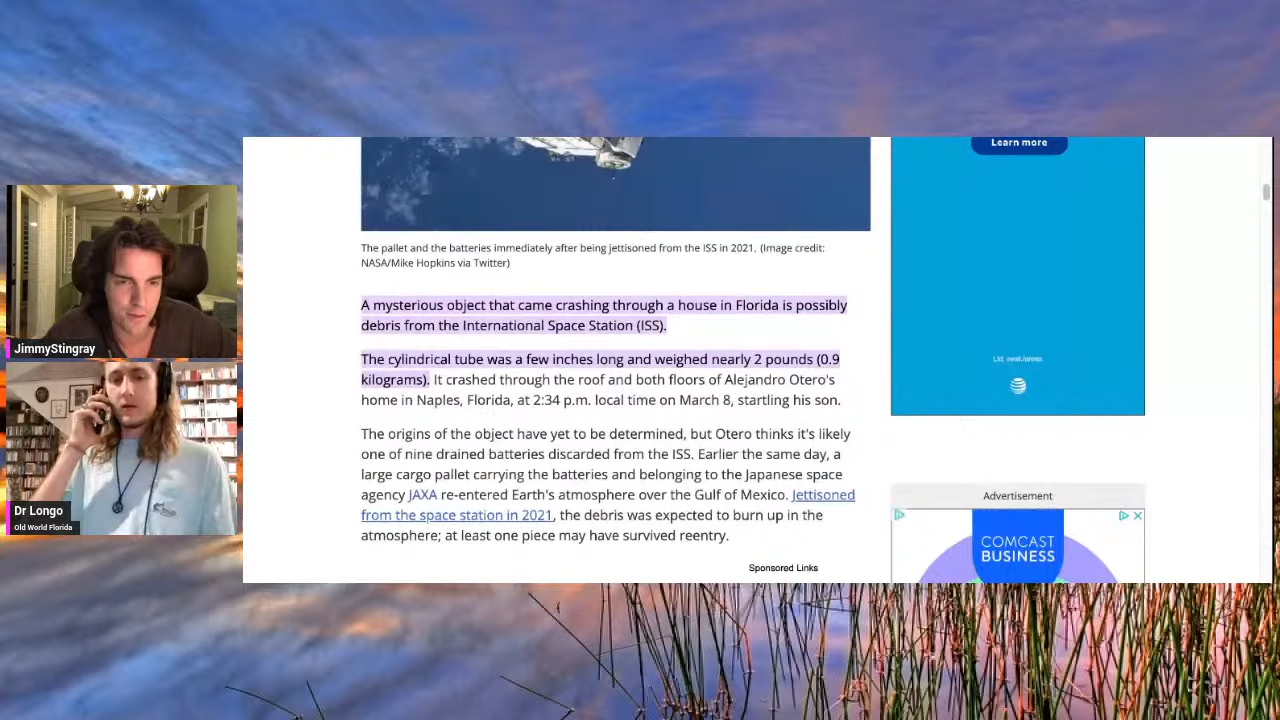 Learn more
The pallet and the batteries immediately after being jettisoned from the ISS in 2021. (Image credit:
NASA/Mike Hopkins via Twitter)
A mysterious object that came crashing through a house in Florida is possibly
debris from the International Space Station (ISS).
The cylindrical tube was a few inches long and weighed nearly 2 pounds (0.9
kilograms). It crashed through the roof and both floors of Alejandro Otero's
home in Naples, Florida, at 2:34 p.m. local time on March 8, startling his son.
The origins of the object have yet to be determined, but Otero thinks it's likely
one of nine drained batteries discarded from the ISS. Earlier the same day, a
large cargo pallet carrying the batteries and belonging to the Japanese space
agency JAXA re-entered Earth's atmosphere over the Gulf of Mexico. Jettisoned
from the space station in 2021, the debris was expected to burn up in the
atmosphere; at least one piece may have survived reentry.
Sponsored Links
Ltd. avail./areas.
Advertisement
COMCAST
BUSINESS
JimmyStingray
Dr Longo
Old World Florida